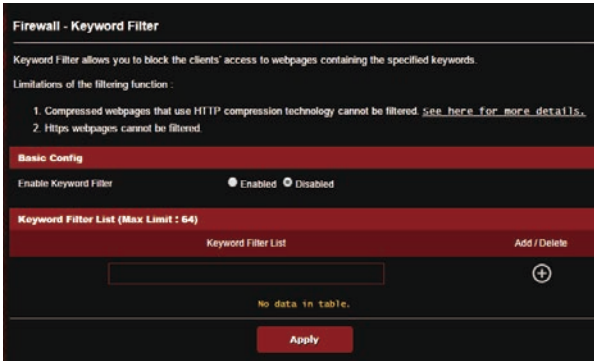 Firewall - Keyword Filter
Keyword Filter allows you to block the clients' access to webpages containing the specified keywords.
Limitations of the filtering function :
1. Compressed webpages that use HTTP compression technology cannot be filtered. See here for more details.
2. Https webpages cannot be filtered.
Basic Config
Enable Keyword Filter Enabled Disabled
Keyword Filter List (Max Limit : 64)
Keyword Filter List Add / Delete
No data in table.
Apply